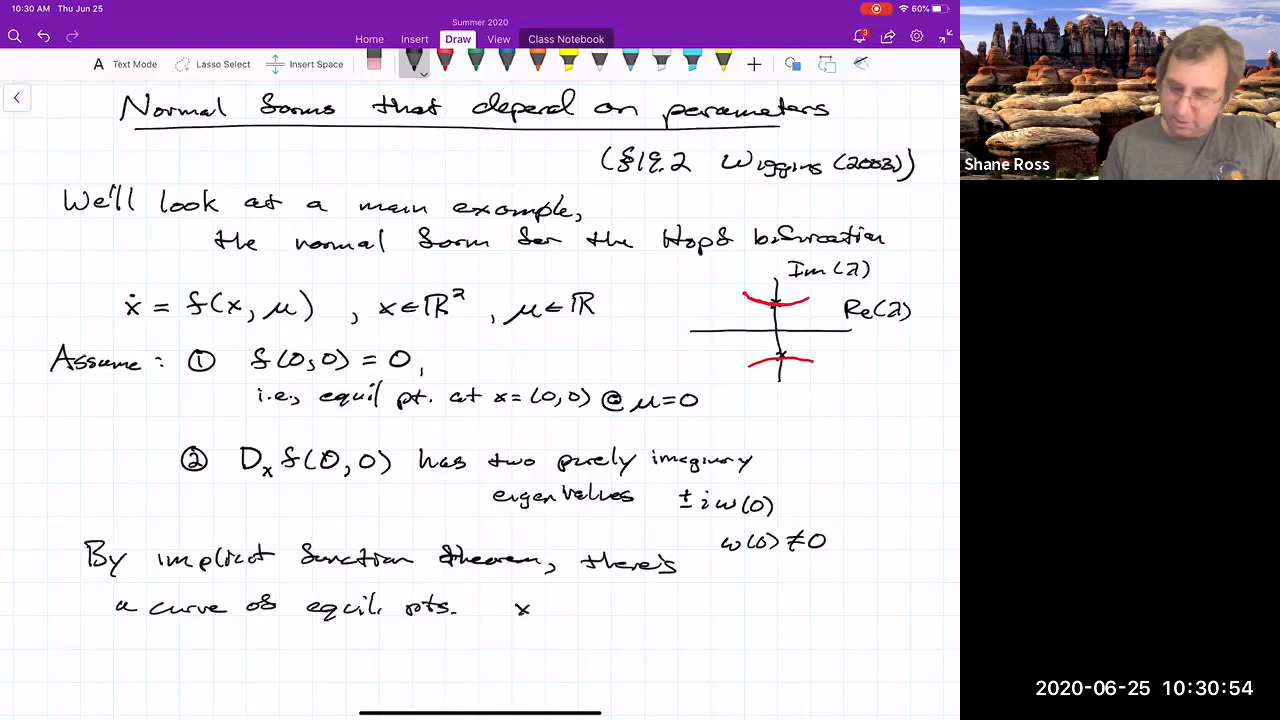 10:30 AM Thu Jun 25
60%
Summer 2020
Home Insert Draw View Class Notebook
3
A Text Mode Lasso Select Insert Space
Normal forms that depend on parameters
(§19.2 Wiggins (2003))
We'll look at a main example,
the normal form for the Hopf bifurcation
Im(λ)
ẋ = f(x, μ) , x∈ℝ² , μ∈ℝ
Re(λ)
Assume: ① f(0,0) = 0,
i.e., equil pt. at x=(0,0) @ μ=0
② Dₓ f(0,0) has two purely imaginary
eigenvalues ± i ω(0)
ω(0) ≠ 0
By implicit function theorem, there's
a curve of equil. pts. x
Shane Ross
2020-06-25 10:30:54